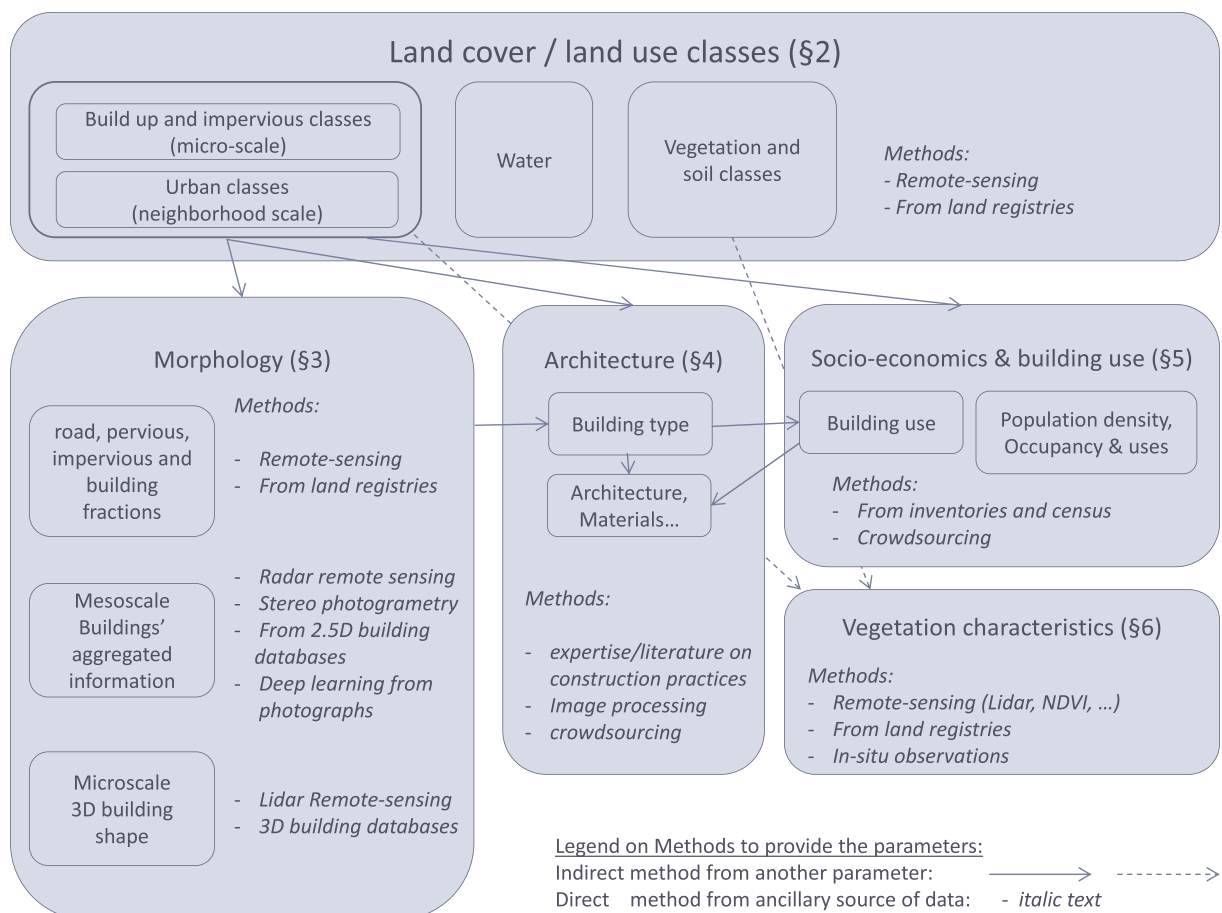 Land cover / land use classes (§2)
Build up and impervious classes
(micro-scale)
Urban classes
(neighborhood scale)
Water
Vegetation and
soil classes
Methods:
- Remote-sensing
- From land registries
Morphology (§3)
Methods:
road, pervious,
impervious and
building
fractions
- Remote-sensing
- From land registries
Mesoscale
Buildings’
aggregated
information
- Radar remote sensing
- Stereo photogrametry
- From 2.5D building
databases
- Deep learning from
photographs
Microscale
3D building
shape
- Lidar Remote-sensing
- 3D building databases
Architecture (§4)
Building type
Architecture,
Materials...
Methods:
- expertise/literature on
construction practices
- Image processing
- crowdsourcing
Socio-economics & building use (§5)
Building use
Population density,
Occupancy & uses
Methods:
- From inventories and census
- Crowdsourcing
Vegetation characteristics (§6)
Methods:
- Remote-sensing (Lidar, NDVI, ...)
- From land registries
- In-situ observations
Legend on Methods to provide the parameters:
Indirect method from another parameter:
Direct method from ancillary source of data: - italic text